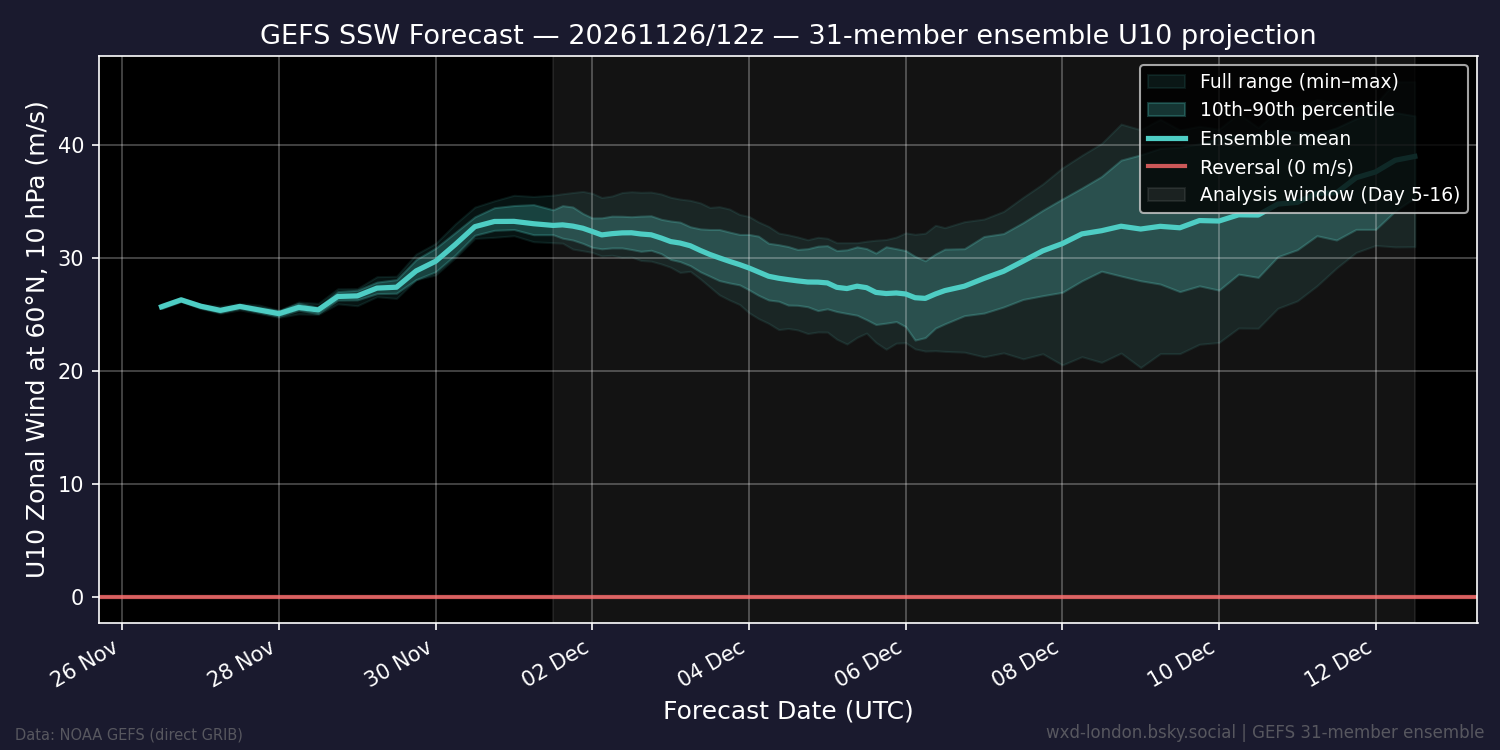 GEFS SSW Forecast — 20261126/12z — 31-member ensemble U10 projection
Full range (min–max)
10th–90th percentile
Ensemble mean
Reversal (0 m/s)
Analysis window (Day 5-16)
U10 Zonal Wind at 60°N, 10 hPa (m/s)
40
30
20
10
0
26 Nov
28 Nov
30 Nov
02 Dec
04 Dec
06 Dec
08 Dec
10 Dec
12 Dec
Forecast Date (UTC)
Data: NOAA GEFS (direct GRIB)
wxd-london.bsky.social | GEFS 31-member ensemble